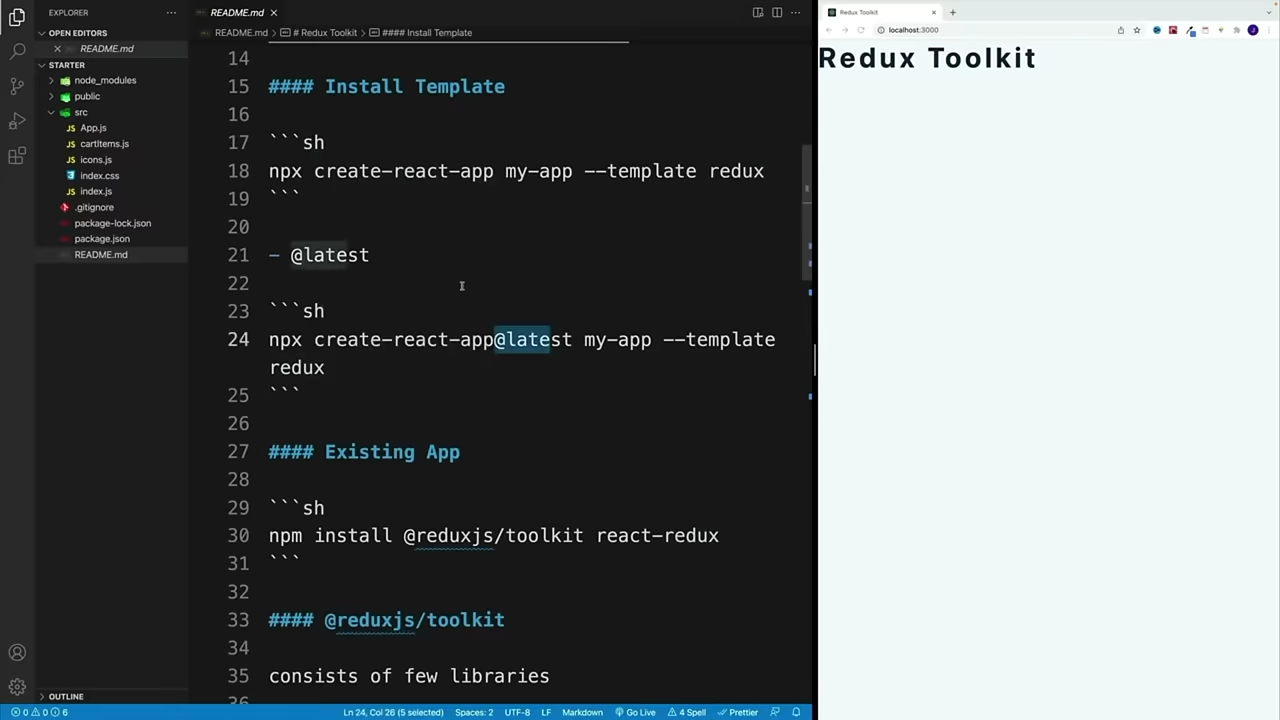 EXPLORER
OPEN EDITORS
README.md
STARTER
node_modules
public
src
App.js
cartItems.js
icons.js
index.css
index.js
.gitignore
package-lock.json
package.json
README.md
OUTLINE
README.md
README.md > # Redux Toolkit > #### Install Template
14
15 #### Install Template
16
17 ```sh
18 npx create-react-app my-app --template redux
19 ```
20
21 - @latest
22
23 ```sh
24 npx create-react-app@latest my-app --template
redux
25 ```
26
27 #### Existing App
28
29 ```sh
30 npm install @reduxjs/toolkit react-redux
31 ```
32
33 #### @reduxjs/toolkit
34
35 consists of few libraries
0 0 6 Ln 24, Col 26 (5 selected) Spaces: 2 UTF-8 LF Markdown Go Live 4 Spell Prettier
Redux Toolkit
localhost:3000
J
Redux Toolkit